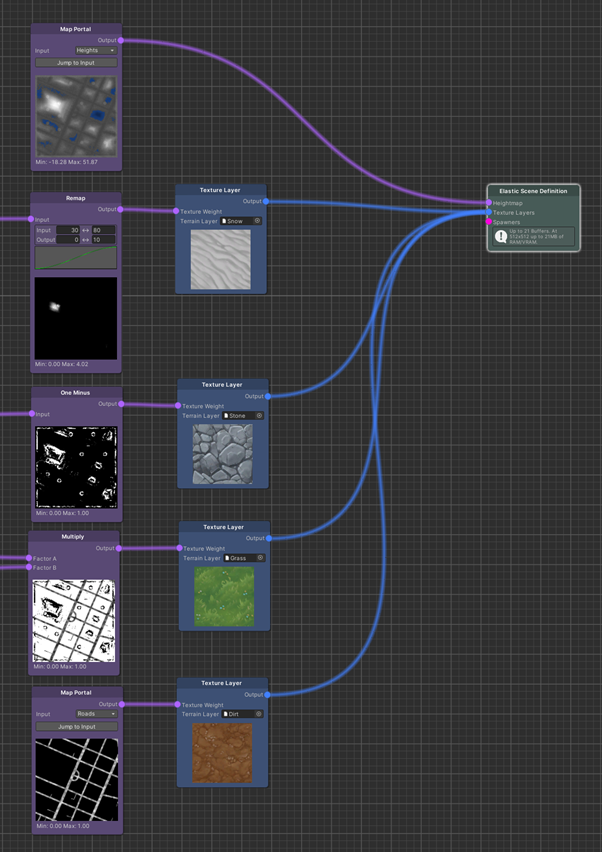 Map Portal
Output
Input Heights
Jump to Input
Min: -18.28 Max: 51.87
Remap
Output
Input
Input 30 ↔ 80
Output 0 ↔ 10
Min: 0.00 Max: 4.02
Texture Layer
Output
Texture Weight
Terrain Layer Snow
Elastic Scene Definition
Heightmap
Texture Layers
Spawners
Up to 21 Buffers. At
512x512 up to 21MB of
RAM/VRAM.
One Minus
Output
Input
Min: 0.00 Max: 1.00
Texture Layer
Output
Texture Weight
Terrain Layer Stone
Multiply
Output
Factor A
Factor B
Min: 0.00 Max: 1.00
Texture Layer
Output
Texture Weight
Terrain Layer Grass
Map Portal
Output
Input Roads
Jump to Input
Min: 0.00 Max: 1.00
Texture Layer
Output
Texture Weight
Terrain Layer Dirt